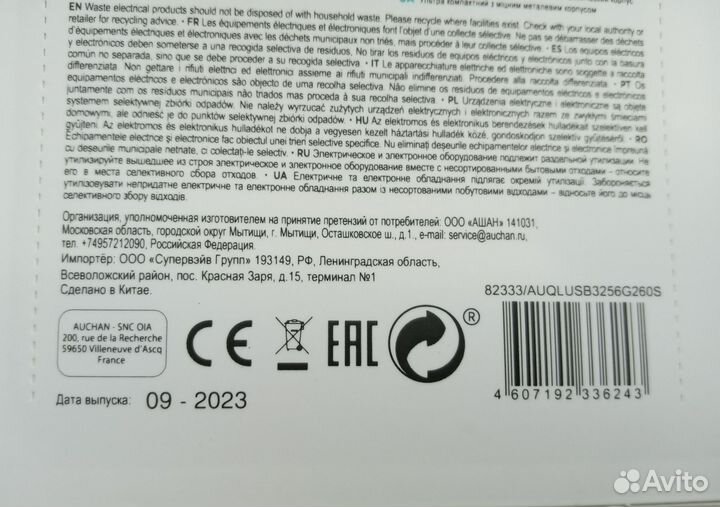 UA Ультра компактний з міцним металевим корпусом
EN Waste electrical products should not be disposed of with household waste. Please recycle where facilities exist. Check with your local authority or
retailer for recycling advice. • FR Les équipements électriques et électroniques font l'objet d'une collecte sélective. Ne pas se débarrasser des déchets
d'équipements électriques et électroniques avec les déchets municipaux non triés, mais procéder à leur collecte sélective. • ES Los equipos eléctricos
y electrónicos deben someterse a una recogida selectiva de residuos. No tirar los residuos de equipos eléctricos y electrónicos junto con la basura
común no separada, sino que se debe proceder a su recogida selectiva • IT Le apparecchiature elettriche ed elettroniche sono soggette a raccolta
differenziata. Non gettare i rifiuti elettrici ed elettronici assieme ai rifiuti municipali indifferenziati. Procedere alla raccolta differenziata. • PT Os
equipamentos eléctricos e electrónicos são objecto de uma recolha selectiva. Não elimine os resíduos de equipamentos eléctricos e electrónicos
juntamente com os resíduos municipais não triados mas proceda à sua recolha selectiva. • PL Urządzenia elektryczne i elektroniczne są objęte
systemem selektywnej zbiórki odpadów. Nie należy wyrzucać zużytych urządzeń elektrycznych i elektronicznych razem ze zwykłymi śmieciami
domowymi, ale odnieść je do punktów selektywnej zbiórki odpadów. • HU Az elektromos és elektronikus berendezések hulladékait szelektíven kell
gyűjteni. Az elektromos és elektronikus hulladékot ne dobja a vegyesen kezelt háztartási hulladék közé, gondoskodjon szelektív gyűjtéséről. • RO
Echipamentele electrice și electronice fac obiectul unei trieri selective specifice. Nu eliminați deșeurile echipamentelor electrice și electronice împreună
cu deșeurile municipale netriate, ci colectați-le selectiv. • RU Электрическое и электронное оборудование подлежит раздельной утилизации. Не
утилизируйте вышедшее из строя электрическое и электронное оборудование вместе с несортированными бытовыми отходами - относите
его в места селективного сбора отходов. • UA Електричне та електронне обладнання підлягає окремій утилізації. Забороняється
утилізовувати непридатне електричне та електронне обладнання разом із несортованими побутовими відходами – відносьте його до місць
селективного збору відходів.
Организация, уполномоченная изготовителем на принятие претензий от потребителей: ООО «АШАН» 141031,
Московская область, городской округ Мытищи, г. Мытищи, Осташковское ш., д.1., e-mail: service@auchan.ru,
тел. +74957212090, Российская Федерация.
Импортёр: ООО «Супервэйв Групп» 193149, РФ, Ленинградская область,
Всеволожский район, пос. Красная Заря, д.15, терминал №1
Сделано в Китае.
82333/AUQLUSB3256G260S
AUCHAN - SNC OIA
200, rue de la Recherche
59650 Villeneuve d'Ascq
France
CE EAC ®
4 607192 336243
Дата выпуска: 09 - 2023
Avito